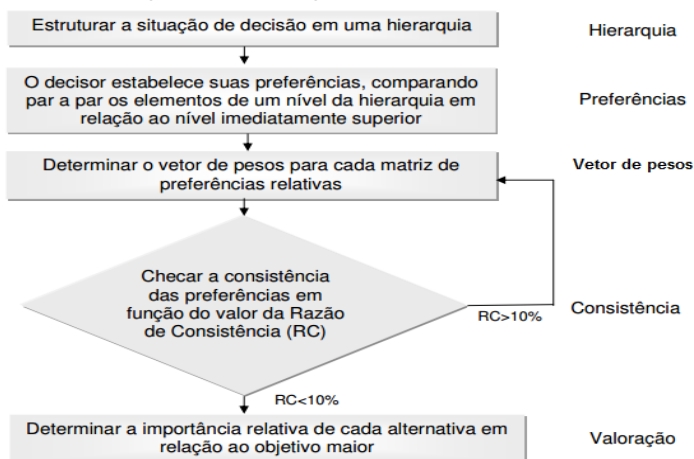 Estruturar a situação de decisão em uma hierarquia
Hierarquia
O decisor estabelece suas preferências, comparando
par a par os elementos de um nível da hierarquia em
relação ao nível imediatamente superior
Preferências
Determinar o vetor de pesos para cada matriz de
preferências relativas
Vetor de pesos
Checar a consistência
das preferências em
função do valor da Razão
de Consistência (RC)
RC>10%
Consistência
RC<10%
Determinar a importância relativa de cada alternativa em
relação ao objetivo maior
Valoração